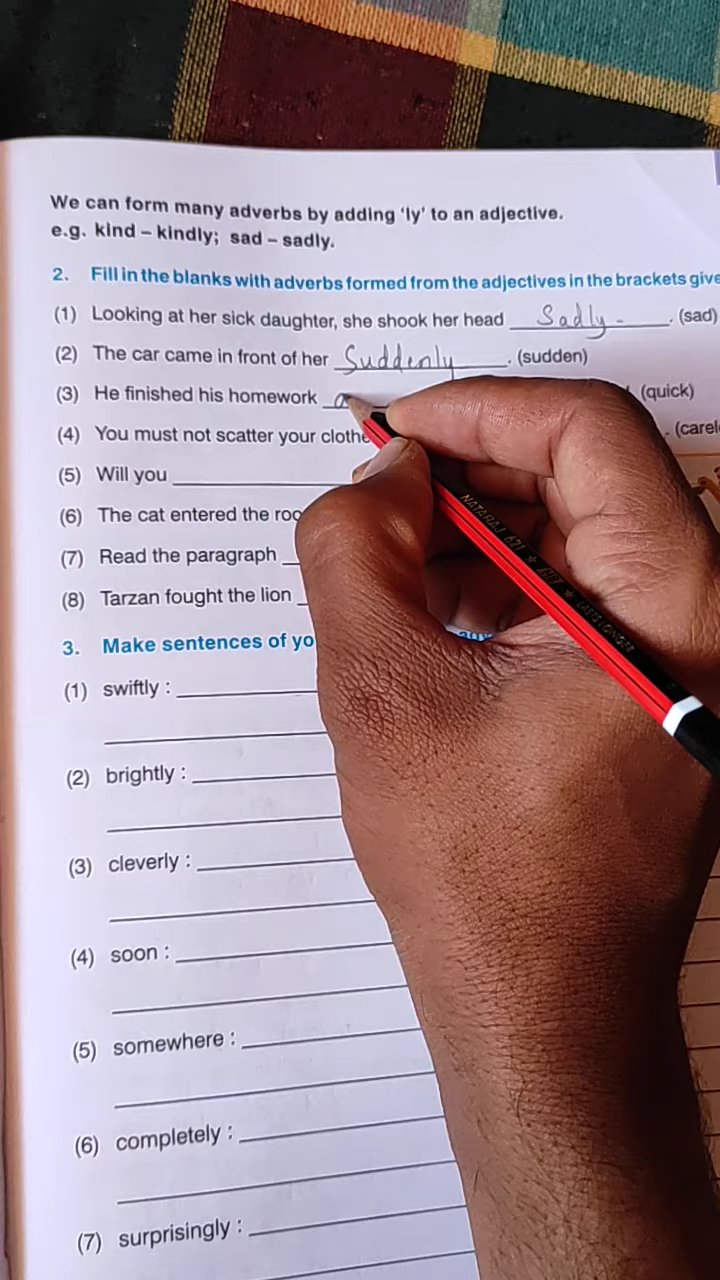 We can form many adverbs by adding 'ly' to an adjective.
e.g. kind – kindly; sad – sadly.
2. Fill in the blanks with adverbs formed from the adjectives in the brackets give
(1) Looking at her sick daughter, she shook her head Sadly - . (sad)
(2) The car came in front of her Suddenly . (sudden)
(3) He finished his homework (quick)
(4) You must not scatter your clothe . (carel
(5) Will you
(6) The cat entered the roo
(7) Read the paragraph
(8) Tarzan fought the lion
3. Make sentences of yo
(1) swiftly :
(2) brightly :
(3) cleverly :
(4) soon :
(5) somewhere :
(6) completely :
(7) surprisingly :
NATARAJ 621 ★ HB ★ LASTS LONGER